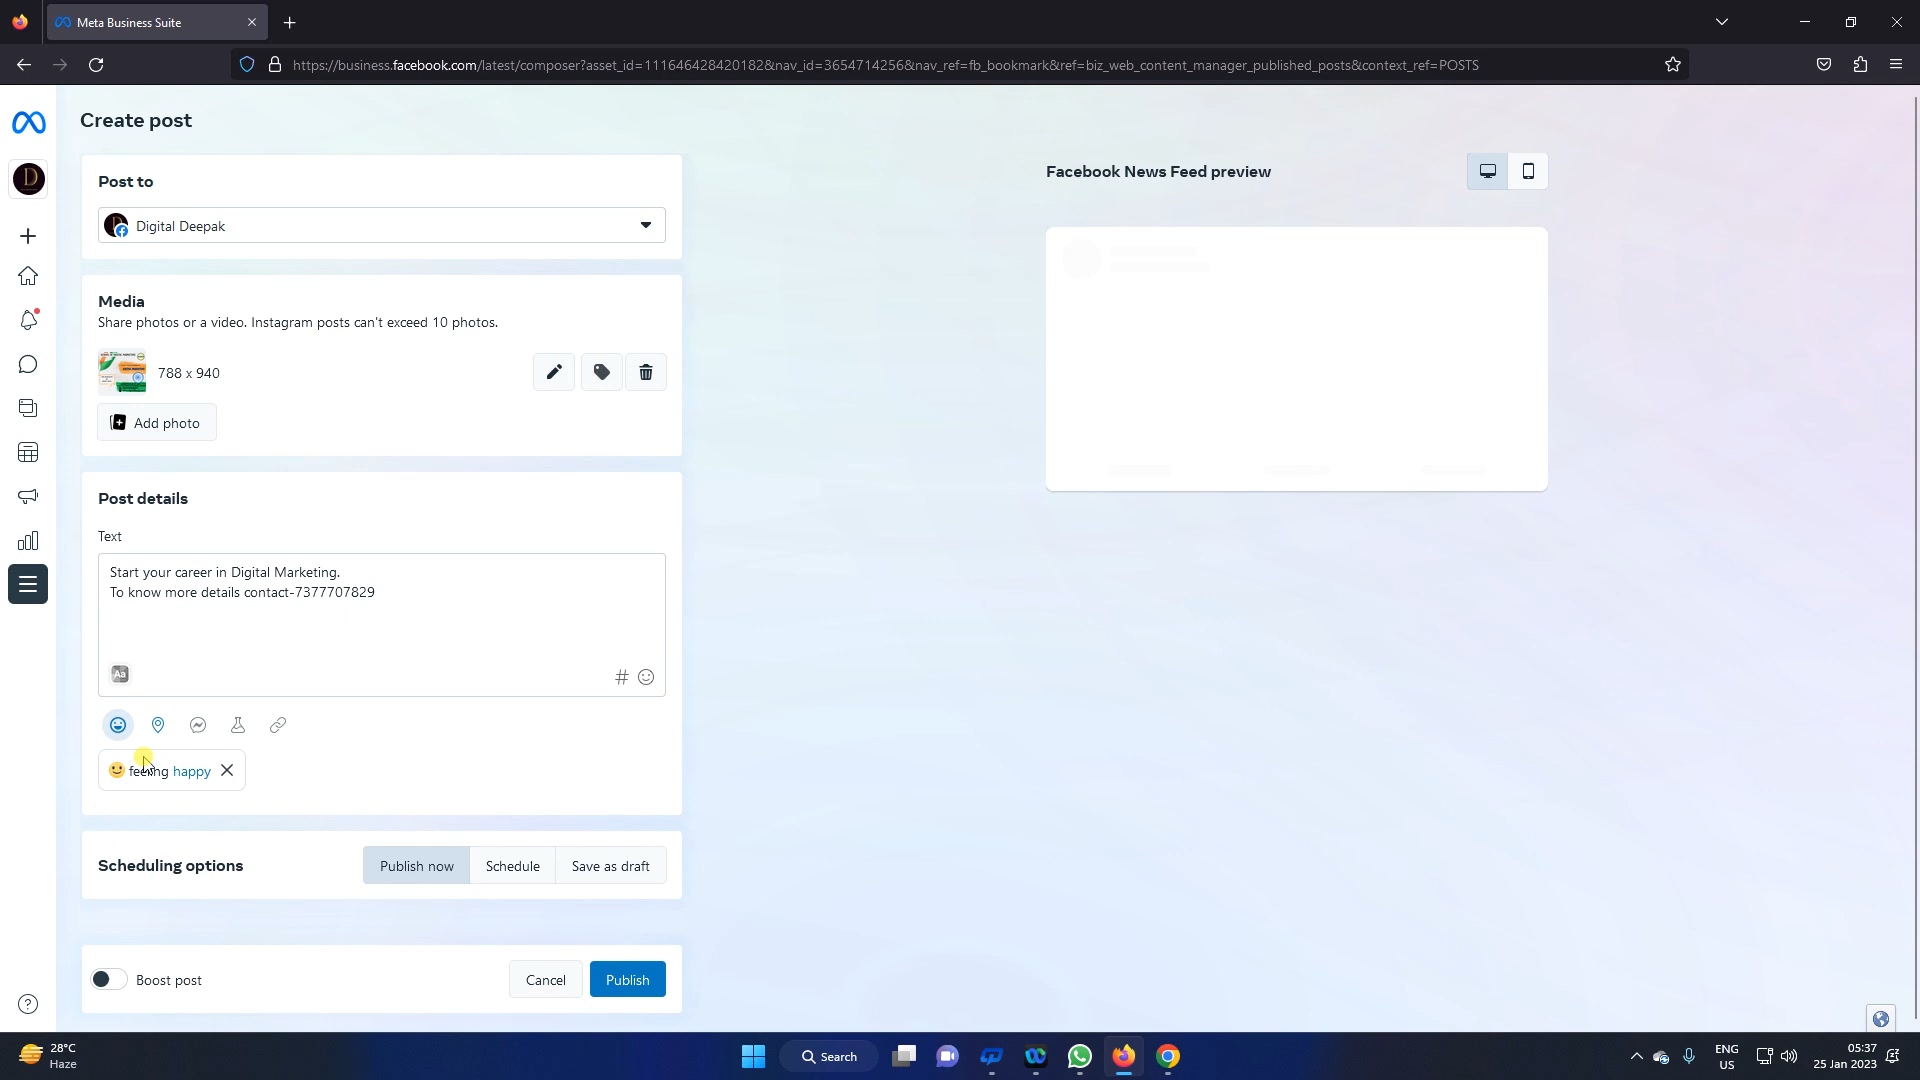 Meta Business Suite
https://business.facebook.com/latest/composer?asset_id=111646428420182&nav_id=3654714256&nav_ref=fb_bookmark&ref=biz_web_content_manager_published_posts&context_ref=POSTS
Create post
Post to
Digital Deepak
Media
Share photos or a video. Instagram posts can't exceed 10 photos.
788 x 940
Add photo
Post details
Text
Start your career in Digital Marketing.
To know more details contact-7377707829
Aa
feeling happy
Scheduling options
Publish now
Schedule
Save as draft
Boost post
Cancel
Publish
Facebook News Feed preview
28°C
Haze
Search
ENG
US
05:37
25 Jan 2023